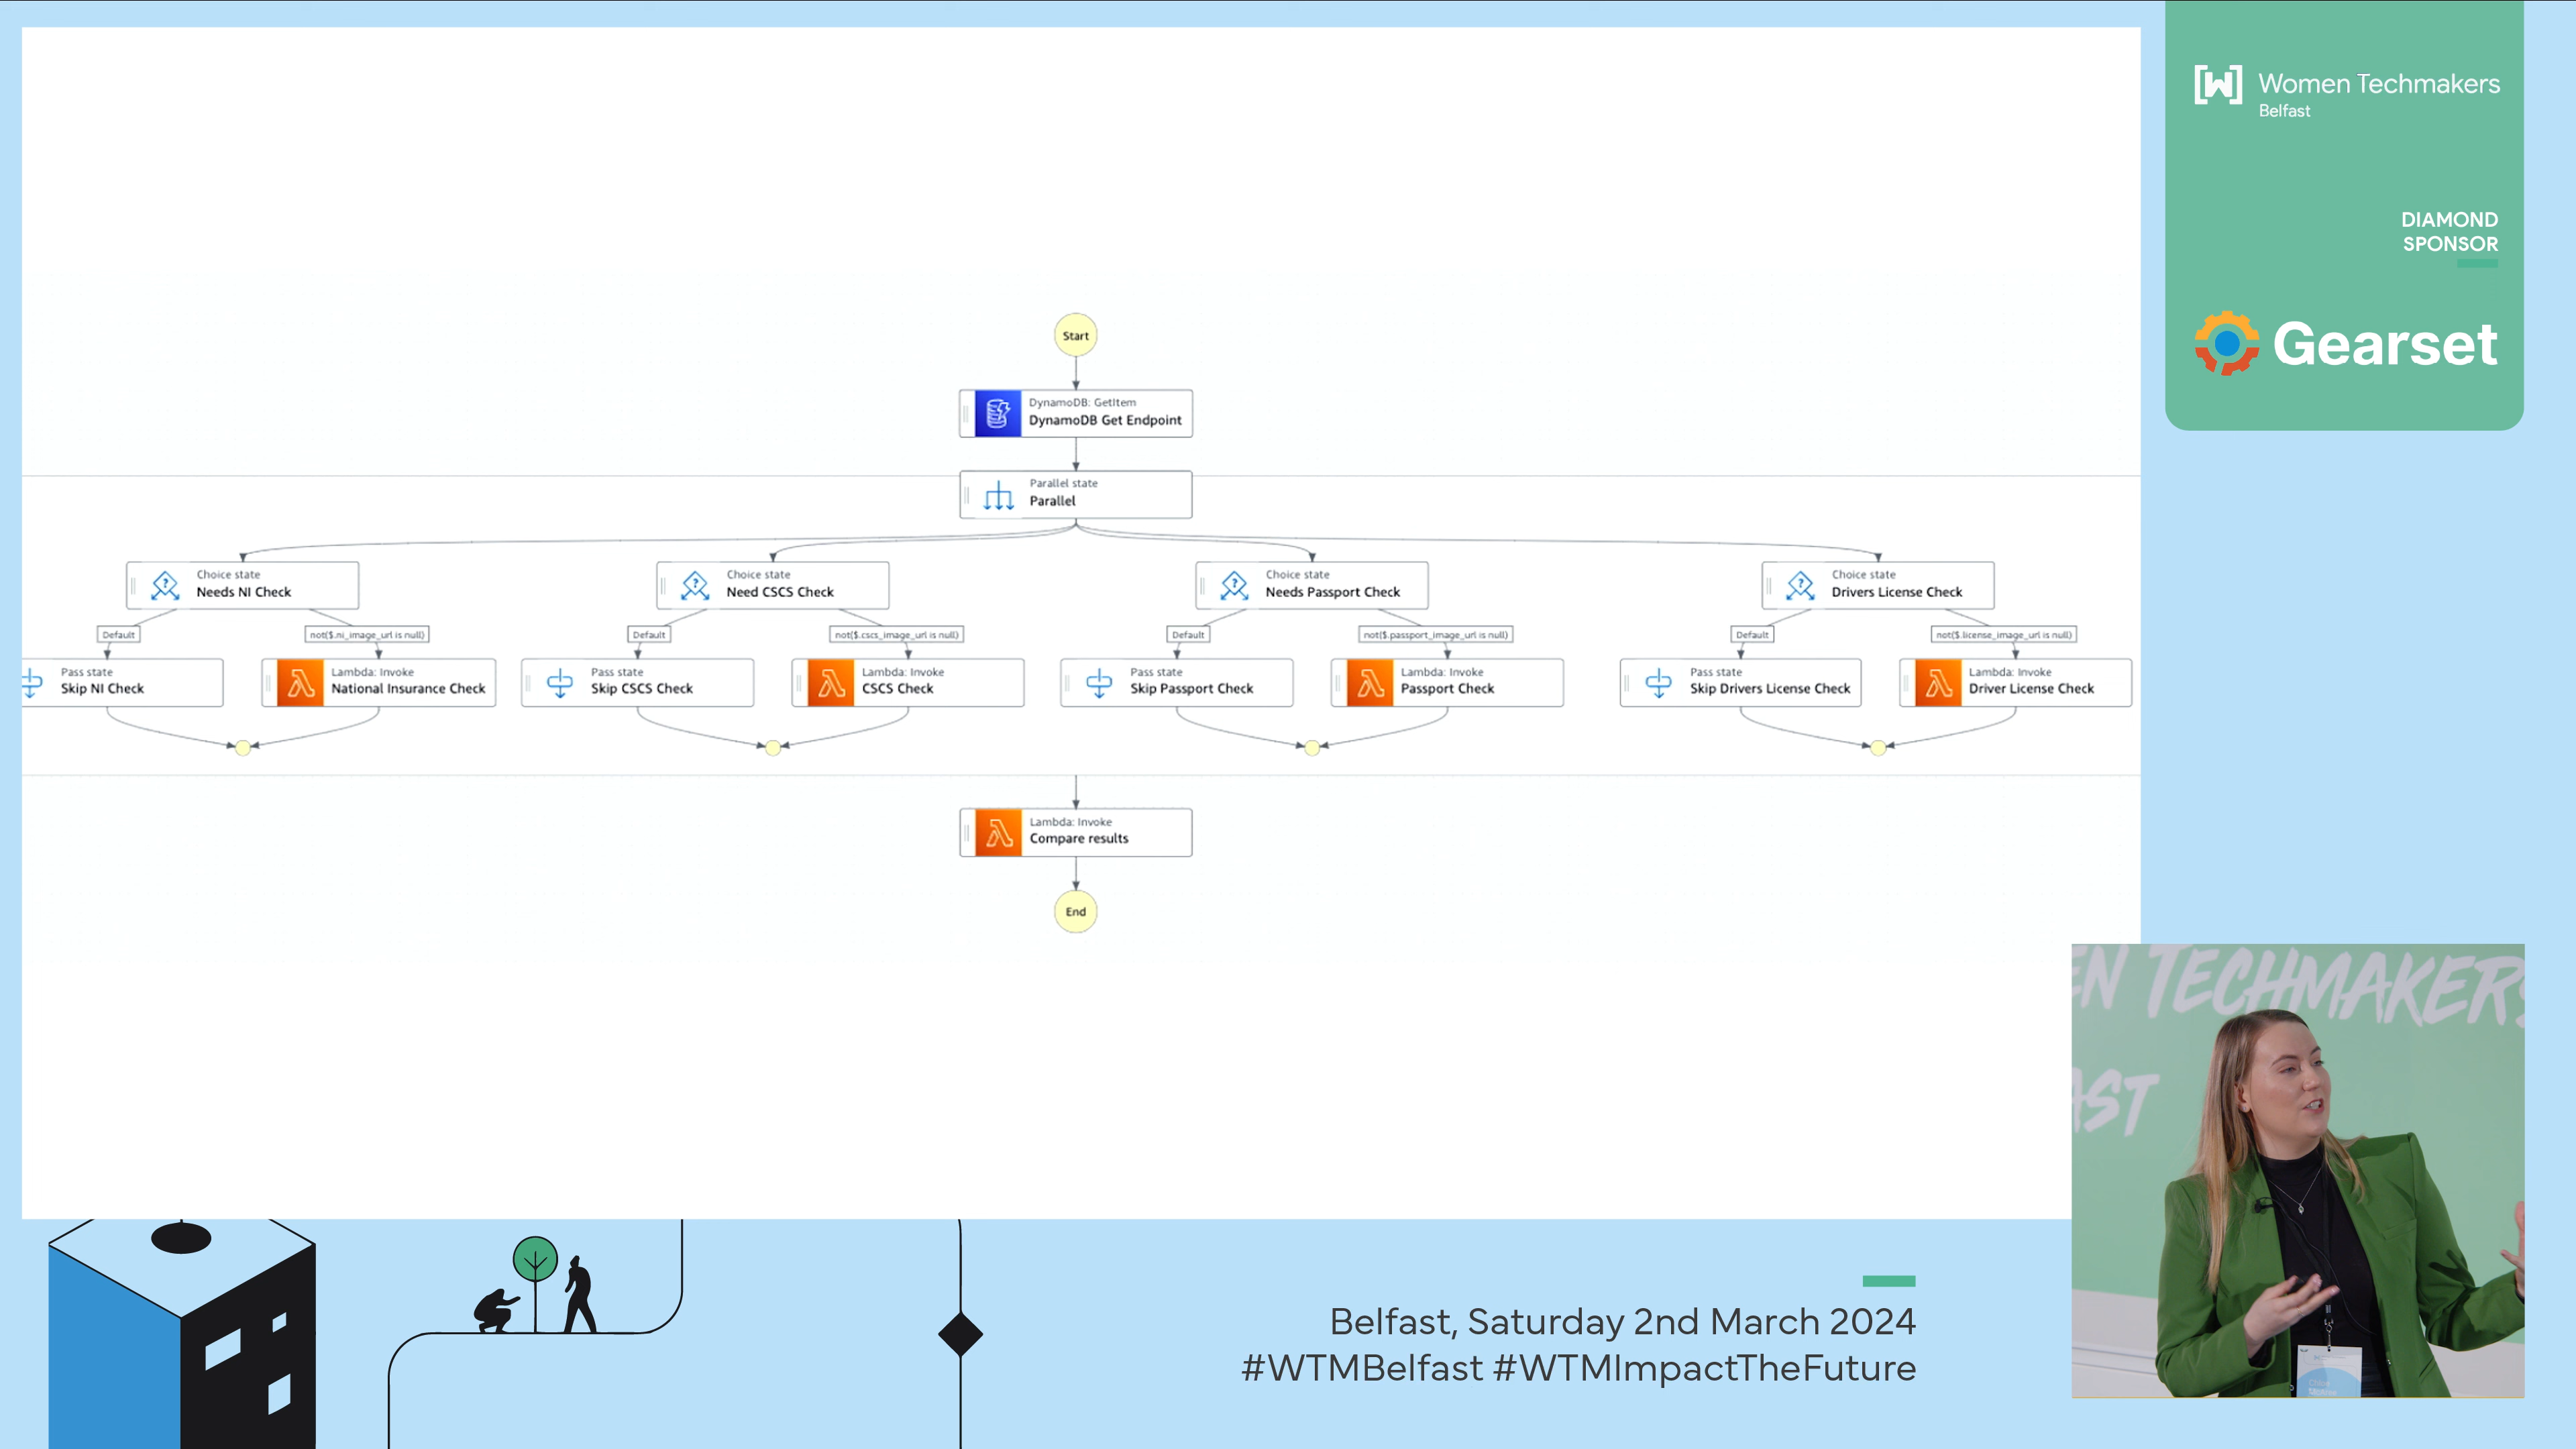 Start
DynamoDB: GetItem
DynamoDB Get Endpoint
Parallel state
Parallel
Choice state
Needs NI Check
Choice state
Need CSCS Check
Choice state
Needs Passport Check
Choice state
Drivers License Check
Default
not($.ni_image_url is null)
Default
not($.cscs_image_url is null)
Default
not($.passport_image_url is null)
Default
not($.license_image_url is null)
Pass state
Skip NI Check
Lambda: Invoke
National Insurance Check
Pass state
Skip CSCS Check
Lambda: Invoke
CSCS Check
Pass state
Skip Passport Check
Lambda: Invoke
Passport Check
Pass state
Skip Drivers License Check
Lambda: Invoke
Driver License Check
Lambda: Invoke
Compare results
End
[W] Women Techmakers
Belfast
DIAMOND
SPONSOR
Gearset
EN TECHMAKERS
AST
Belfast, Saturday 2nd March 2024
#WTMBelfast #WTMImpactTheFuture